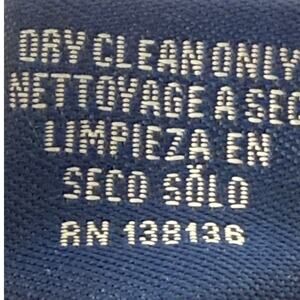 DRY CLEAN ONLY
NETTOYAGE A SEC
LIMPIEZA EN
SECO SÓLO
RN 138136